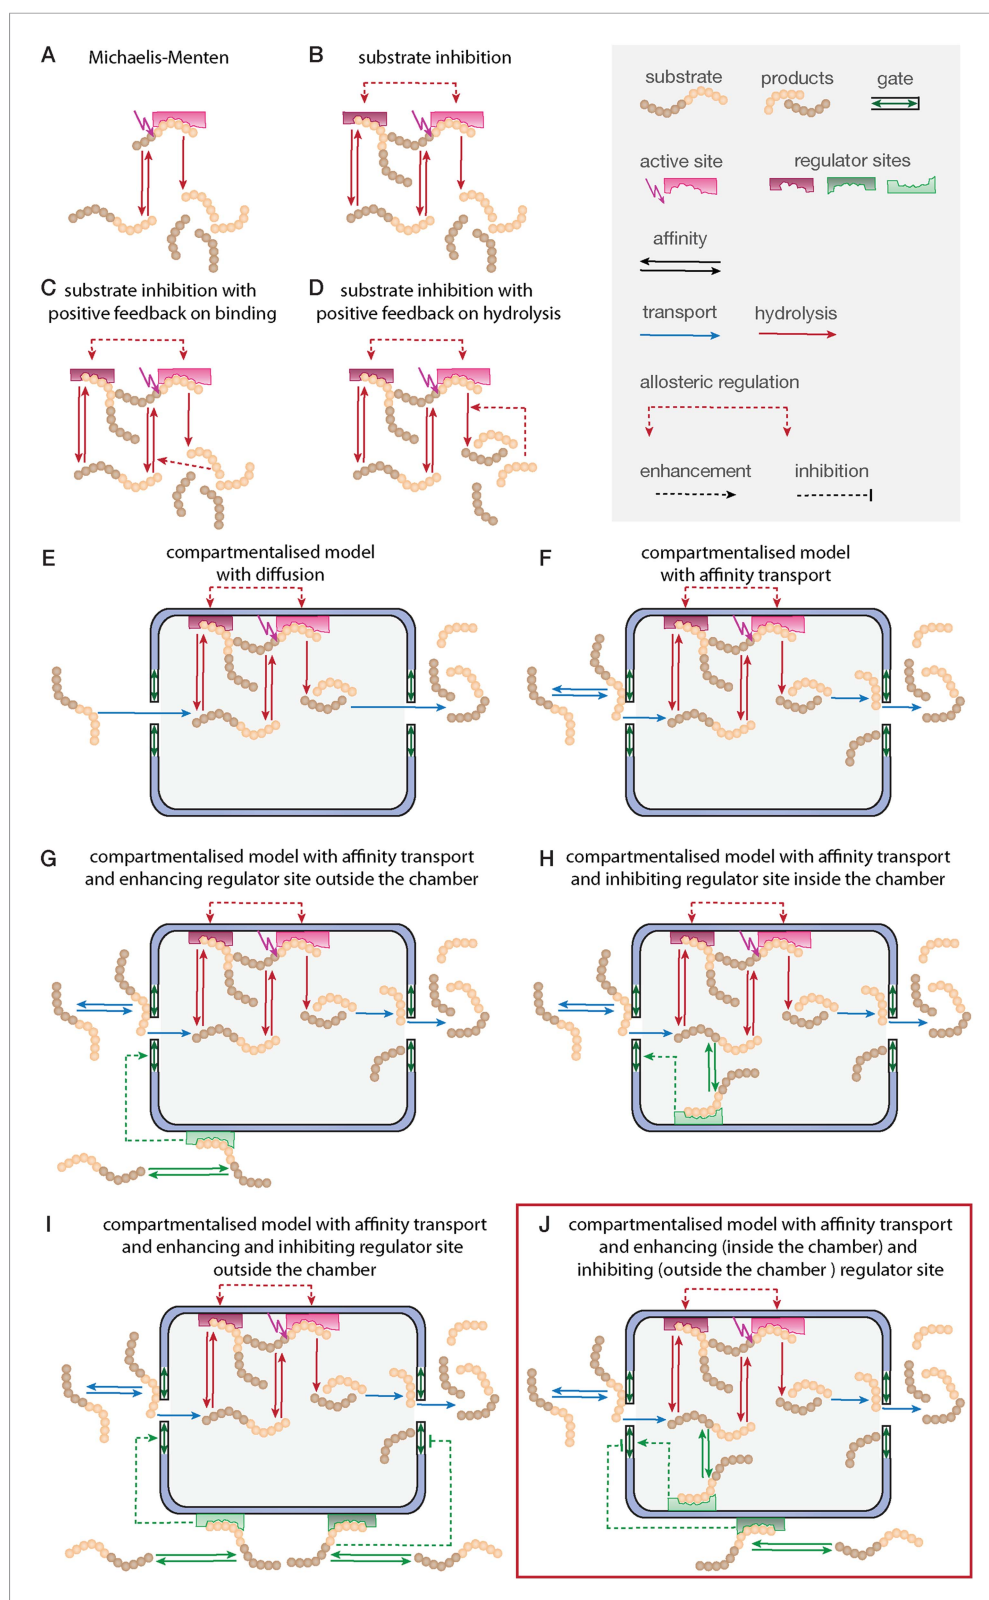 A Michaelis-Menten
B substrate inhibition
substrate products gate
active site regulator sites
affinity
transport hydrolysis
allosteric regulation
enhancement inhibition
C substrate inhibition with
positive feedback on binding
D substrate inhibition with
positive feedback on hydrolysis
E compartmentalised model
with diffusion
F compartmentalised model
with affinity transport
G compartmentalised model with affinity transport
and enhancing regulator site outside the chamber
H compartmentalised model with affinity transport
and inhibiting regulator site inside the chamber
I compartmentalised model with affinity transport
and enhancing and inhibiting regulator site
outside the chamber
J compartmentalised model with affinity transport
and enhancing (inside the chamber) and
inhibiting (outside the chamber ) regulator site